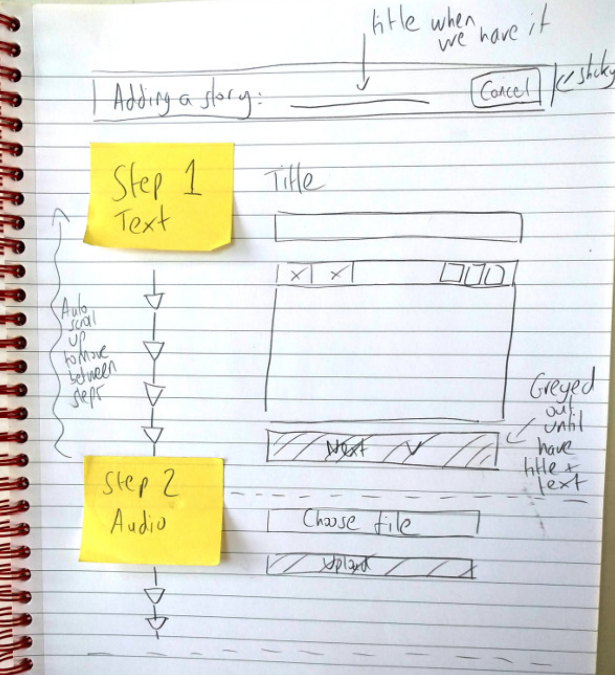 title when
we have it
Adding a story:
Cancel
sticky
Step 1
Text
Title
Auto
scroll
up
to move
between
steps
Next
Greyed
out
until
have
title +
text
Step 2
Audio
Choose file
Upload